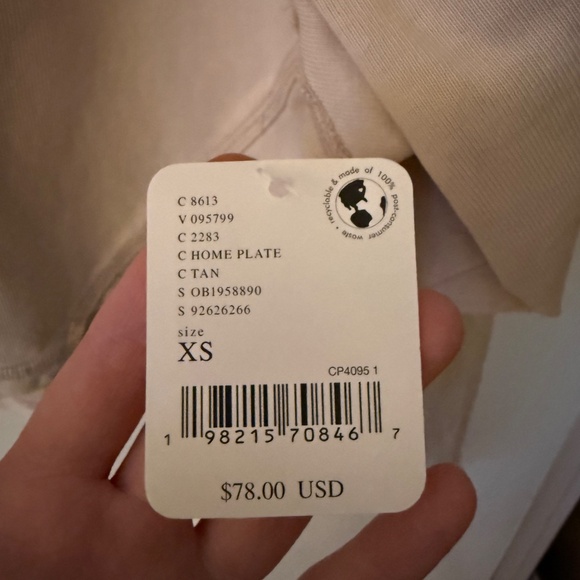 C 8613
V 095799
C 2283
C HOME PLATE
C TAN
S OB1958890
S 92626266
size
XS
recyclable & made of 100% post-consumer waste •
CP4095 1
1 98215 70846 7
$78.00 USD